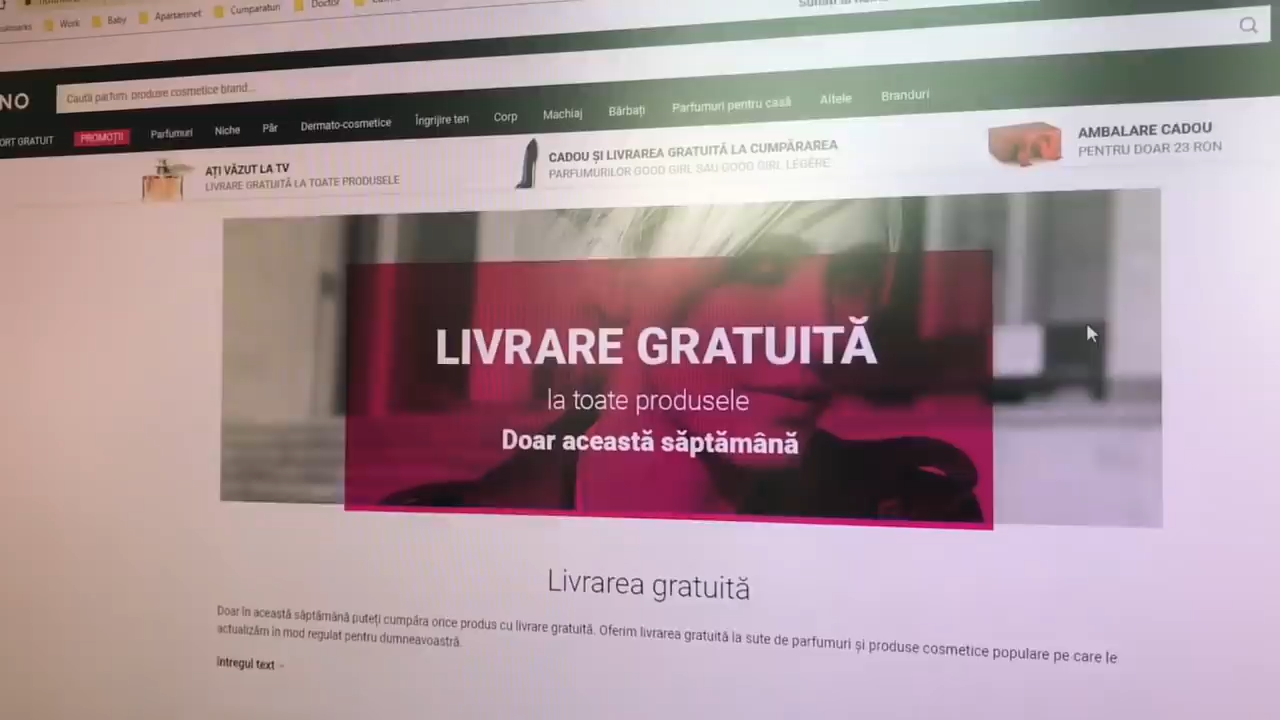 Work
Baby
Apartamnet
Cumparaturi
Doctor
NO
Caută parfum, produse cosmetice brand...
ORT GRATUIT
PROMOȚII
Parfumuri
Niche
Păr
Dermato-cosmetice
Îngrijire ten
Corp
Machiaj
Bărbați
Parfumuri pentru casă
Altele
Branduri
AȚI VĂZUT LA TV
LIVRARE GRATUITĂ LA TOATE PRODUSELE
CADOU ȘI LIVRAREA GRATUITĂ LA CUMPĂRAREA
PARFUMURILOR GOOD GIRL SAU GOOD GIRL LÉGÈRE
AMBALARE CADOU
PENTRU DOAR 23 RON
LIVRARE GRATUITĂ
la toate produsele
Doar această săptămână
Livrarea gratuită
Doar în această săptămână puteți cumpăra orice produs cu livrare gratuită. Oferim livrarea gratuită la sute de parfumuri și produse cosmetice populare pe care le
actualizăm în mod regulat pentru dumneavoastră.
Întregul text